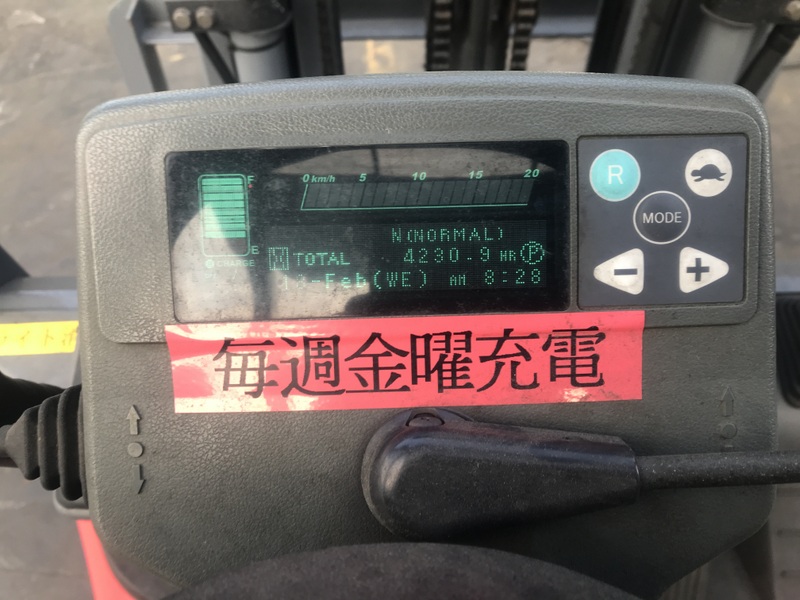 F
0 km/h 5 10 15 20
R
N(NORMAL)
MODE
E
CHARGE
TOTAL 4230.9 HR P
-Feb(WE) AM 8:28
毎週金曜充電